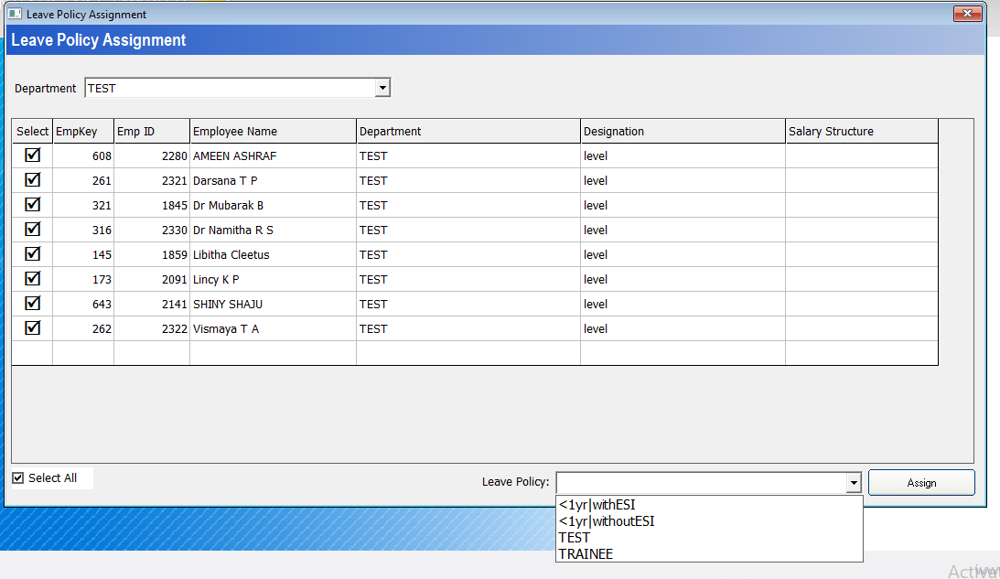 Leave Policy Assignment
Leave Policy Assignment
Department TEST
Select EmpKey Emp ID Employee Name Department Designation Salary Structure
608 2280 AMEEN ASHRAF TEST level
261 2321 Darsana T P TEST level
321 1845 Dr Mubarak B TEST level
316 2330 Dr Namitha R S TEST level
145 1859 Libitha Cleetus TEST level
173 2091 Lincy K P TEST level
643 2141 SHINY SHAJU TEST level
262 2322 Vismaya T A TEST level
Select All Leave Policy: Assign
<1yr|withESI
<1yr|withoutESI
TEST
TRAINEE